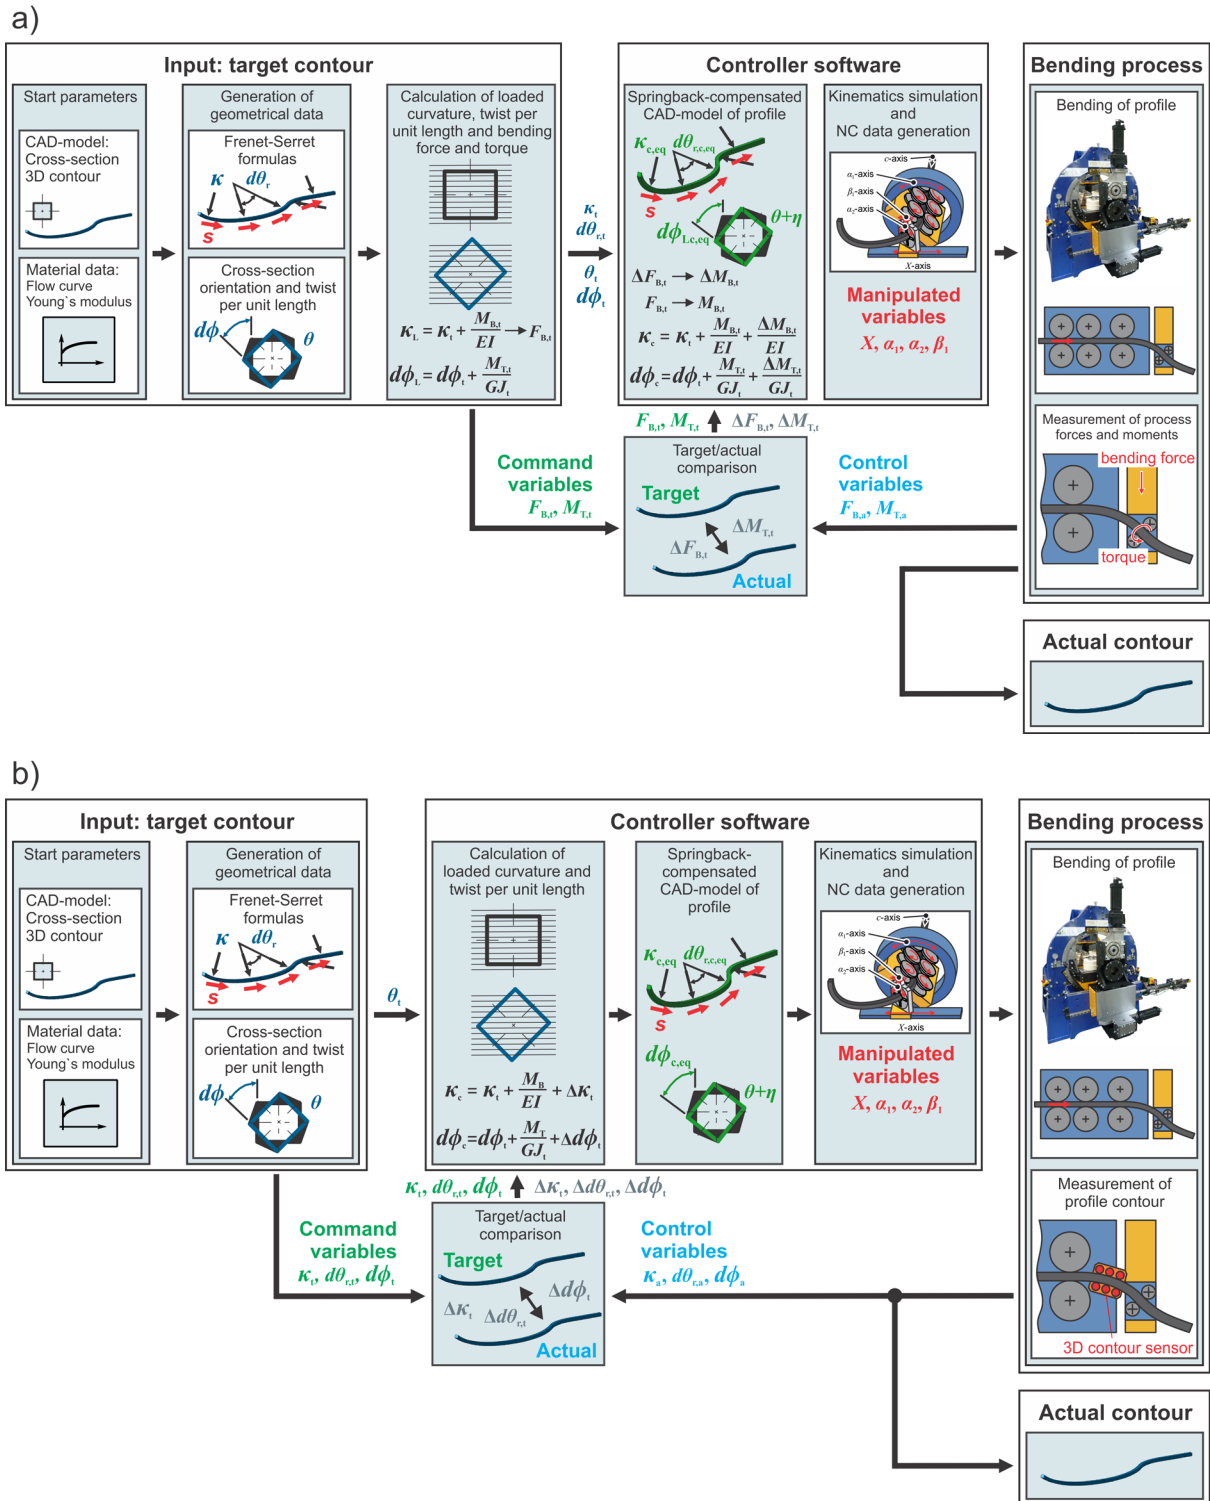 a)
Input: target contour
Start parameters
CAD-model:
Cross-section
3D contour
Material data:
Flow curve
Young`s modulus
Generation of
geometrical data
Frenet-Serret
formulas
κ dθr
s
Cross-section
orientation and twist
per unit length
dϕ θ
Calculation of loaded
curvature, twist per
unit length and bending
force and torque
κL = κt + MB,t/EI → FB,t
dϕL = dϕt + MT,t/GJt
κt
dθr,t
θt
dϕt
Controller software
Springback-compensated
CAD-model of profile
κc,eq dθr,c,eq
s
θ+η
dϕLc,eq
ΔFB,t → ΔMB,t
FB,t → MB,t
κc = κt + MB,t/EI + ΔMB,t/EI
dϕc = dϕt + MT,t/GJt + ΔMT,t/GJt
Kinematics simulation
and
NC data generation
c-axis
α1-axis
β1-axis
α2-axis
X-axis
Manipulated
variables
X, α1, α2, β1
Bending process
Bending of profile
Measurement of process
forces and moments
bending force
torque
FB,t, MT,t ΔFB,t, ΔMT,t
Command
variables
FB,t, MT,t
Target/actual
comparison
Target
ΔMT,t
ΔFB,t
Actual
Control
variables
FB,a, MT,a
Actual contour
b)
Input: target contour
Start parameters
CAD-model:
Cross-section
3D contour
Material data:
Flow curve
Young`s modulus
Generation of
geometrical data
Frenet-Serret
formulas
κ dθr
s
Cross-section
orientation and twist
per unit length
dϕ θ
θt
Controller software
Calculation of
loaded curvature and
twist per unit length
κc = κt + MB/EI + Δκt
dϕc=dϕt+ MT/GJt +Δdϕt
Springback-
compensated
CAD-model of
profile
κc,eq dθr,c,eq
s
dϕc,eq
θ+η
Kinematics simulation
and
NC data generation
c-axis
α1-axis
β1-axis
α2-axis
X-axis
Manipulated
variables
X, α1, α2, β1
Bending process
Bending of profile
Measurement of
profile contour
3D contour sensor
κt, dθr,t, dϕt Δκt, Δdθr,t, Δdϕt
Command
variables
κt, dθr,t, dϕt
Target/actual
comparison
Target
Δdϕt
Δκt Δdθr,t
Actual
Control
variables
κa, dθr,a, dϕa
Actual contour